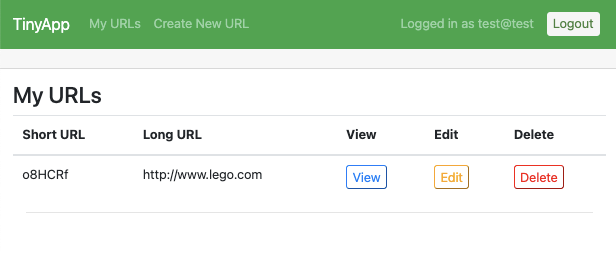 TinyApp My URLs Create New URL Logged in as test@test Logout
My URLs
Short URL Long URL View Edit Delete
o8HCRf http://www.lego.com View Edit Delete